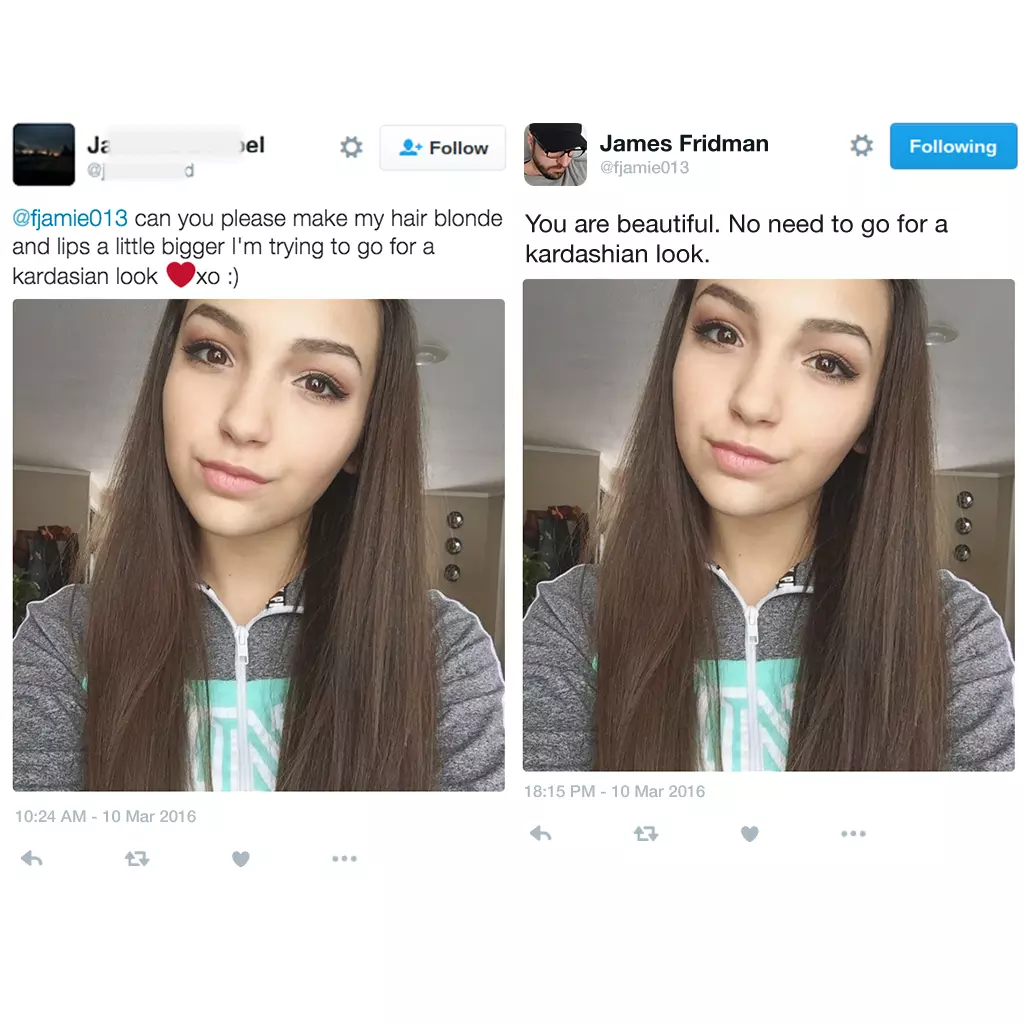 Ja el
@j d
Follow
@fjamie013 can you please make my hair blonde
and lips a little bigger I'm trying to go for a
kardasian look ❤xo :)
10:24 AM - 10 Mar 2016
James Fridman
@fjamie013
Following
You are beautiful. No need to go for a
kardashian look.
18:15 PM - 10 Mar 2016